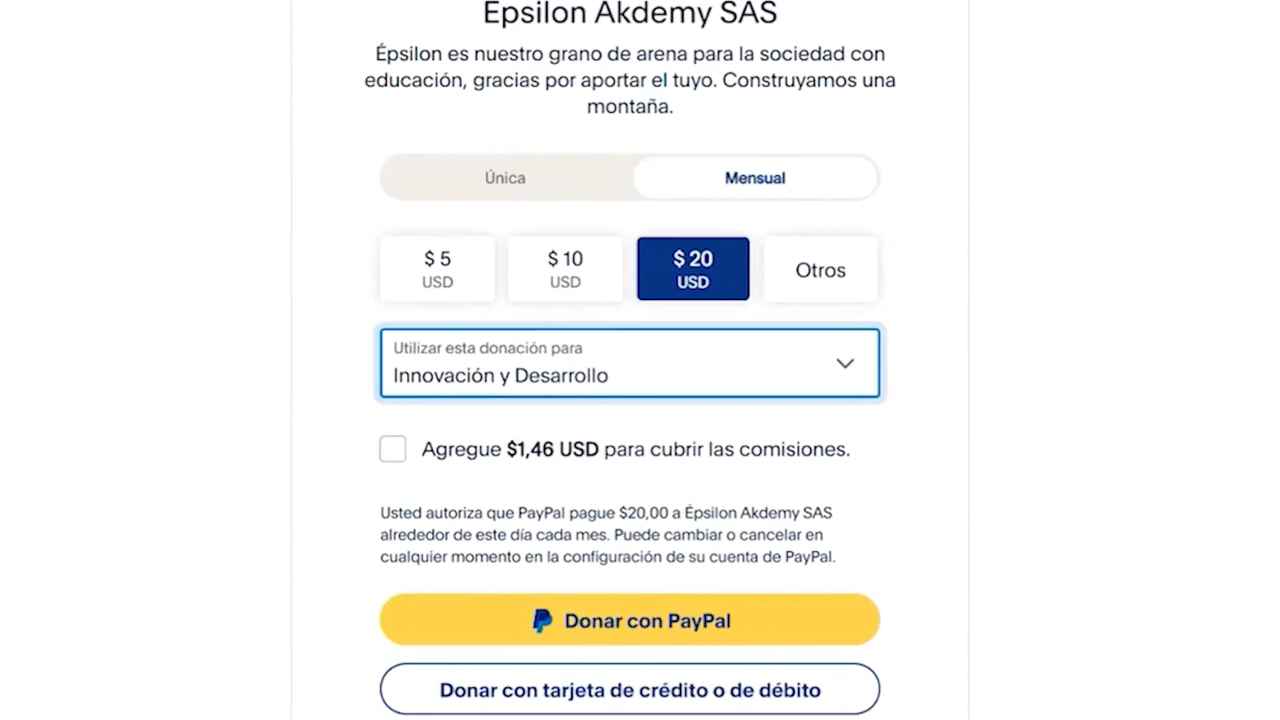 Épsilon Akdemy SAS
Épsilon es nuestro grano de arena para la sociedad con
educación, gracias por aportar el tuyo. Construyamos una
montaña.
Única
Mensual
$ 5
USD
$ 10
USD
$ 20
USD
Otros
Utilizar esta donación para
Innovación y Desarrollo
Agregue $1,46 USD para cubrir las comisiones.
Usted autoriza que PayPal pague $20,00 a Épsilon Akdemy SAS
alrededor de este día cada mes. Puede cambiar o cancelar en
cualquier momento en la configuración de su cuenta de PayPal.
Donar con PayPal
Donar con tarjeta de crédito o de débito